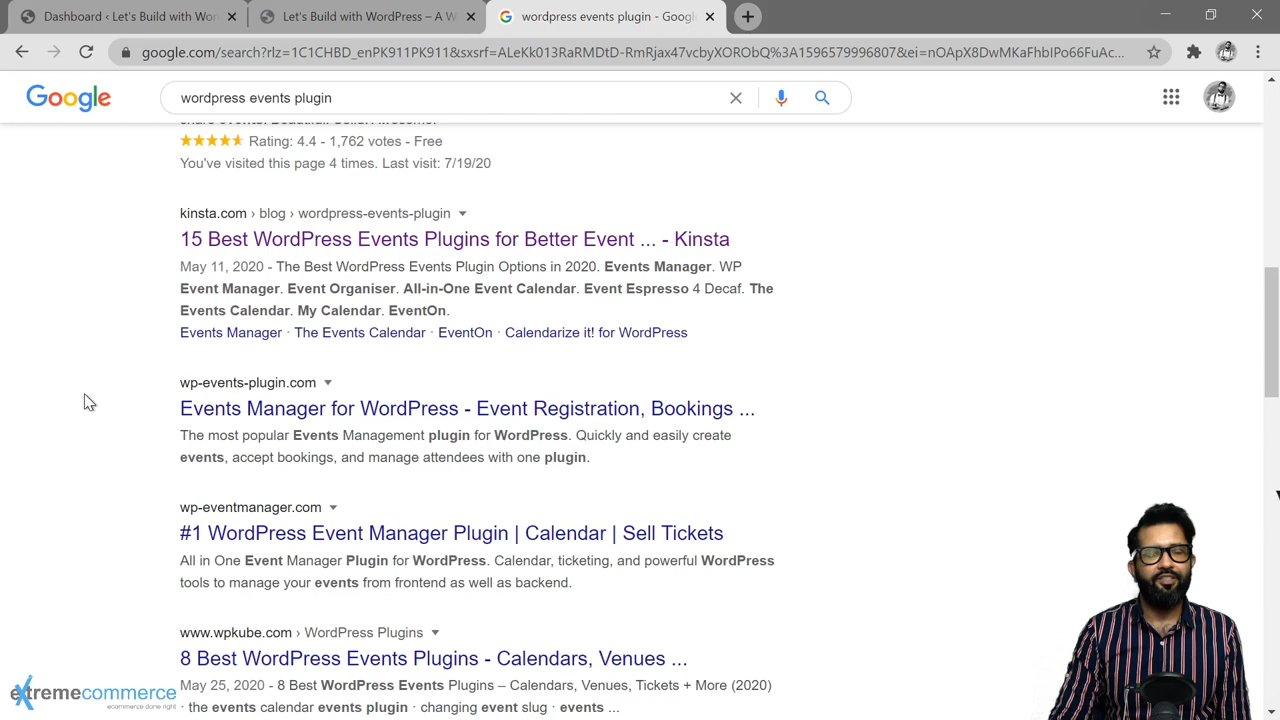 Dashboard ‹ Let's Build with Wor
Let's Build with WordPress – A W
wordpress events plugin - Google
google.com/search?rlz=1C1CHBD_enPK911PK911&sxsrf=ALeKk013RaRMDtD-RmRjax47vcbyXORObQ%3A1596579996807&ei=nOApX8DwMKaFhbIPo66FuAc...
Google
wordpress events plugin
Rating: 4.4 - 1,762 votes - Free
You've visited this page 4 times. Last visit: 7/19/20
kinsta.com › blog › wordpress-events-plugin
15 Best WordPress Events Plugins for Better Event ... - Kinsta
May 11, 2020 - The Best WordPress Events Plugin Options in 2020. Events Manager. WP
Event Manager. Event Organiser. All-in-One Event Calendar. Event Espresso 4 Decaf. The
Events Calendar. My Calendar. EventOn.
Events Manager · The Events Calendar · EventOn · Calendarize it! for WordPress
wp-events-plugin.com
Events Manager for WordPress - Event Registration, Bookings ...
The most popular Events Management plugin for WordPress. Quickly and easily create
events, accept bookings, and manage attendees with one plugin.
wp-eventmanager.com
#1 WordPress Event Manager Plugin | Calendar | Sell Tickets
All in One Event Manager Plugin for WordPress. Calendar, ticketing, and powerful WordPress
tools to manage your events from frontend as well as backend.
www.wpkube.com › WordPress Plugins
8 Best WordPress Events Plugins - Calendars, Venues ...
May 25, 2020 - 8 Best WordPress Events Plugins – Calendars, Venues, Tickets + More (2020)
· the events calendar events plugin · changing event slug · events ...
extremecommerce
ecommerce done right